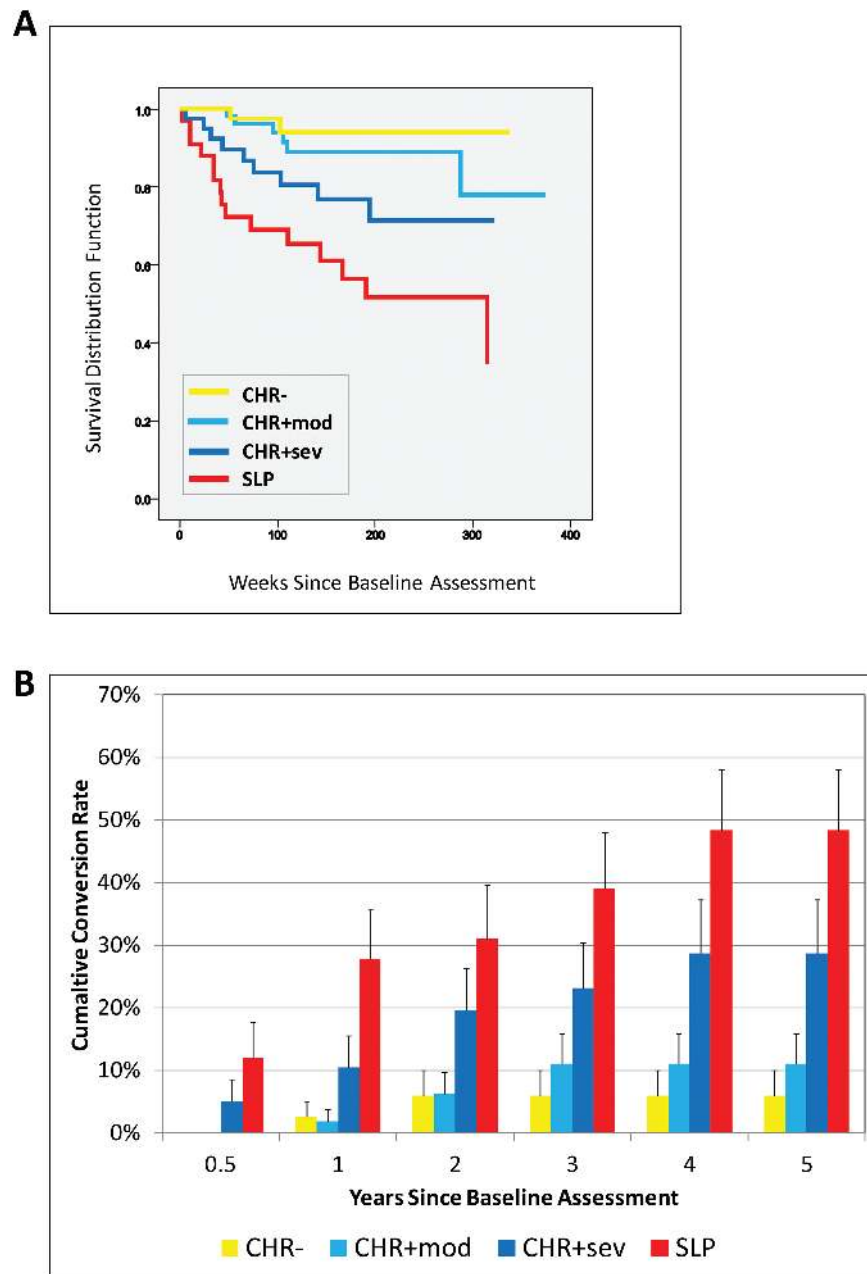 A
Survival Distribution Function
1.0
0.8
0.6
0.4
0.2
0.0
CHR-
CHR+mod
CHR+sev
SLP
0 100 200 300 400
Weeks Since Baseline Assessment
B
Cumaltive Conversion Rate
70%
60%
50%
40%
30%
20%
10%
0%
0.5 1 2 3 4 5
Years Since Baseline Assessment
CHR- CHR+mod CHR+sev SLP